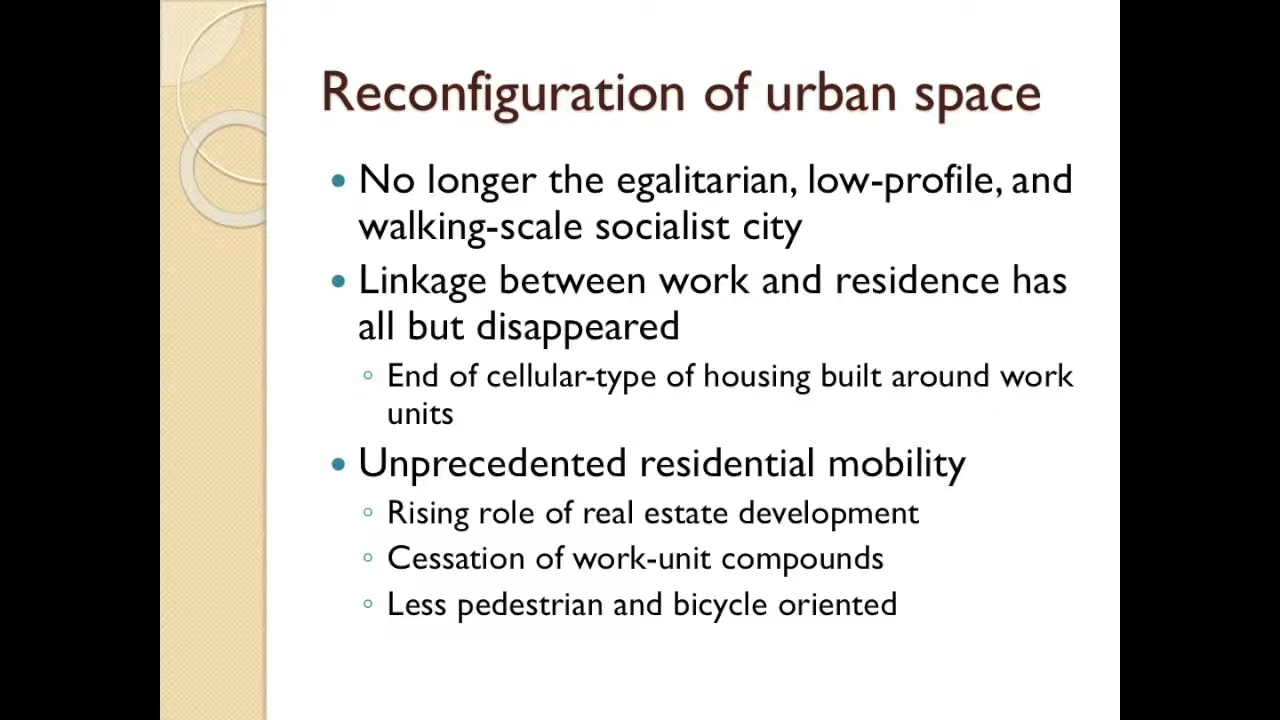 Reconfiguration of urban space
• No longer the egalitarian, low-profile, and
walking-scale socialist city
• Linkage between work and residence has
all but disappeared
◦ End of cellular-type of housing built around work
units
• Unprecedented residential mobility
◦ Rising role of real estate development
◦ Cessation of work-unit compounds
◦ Less pedestrian and bicycle oriented